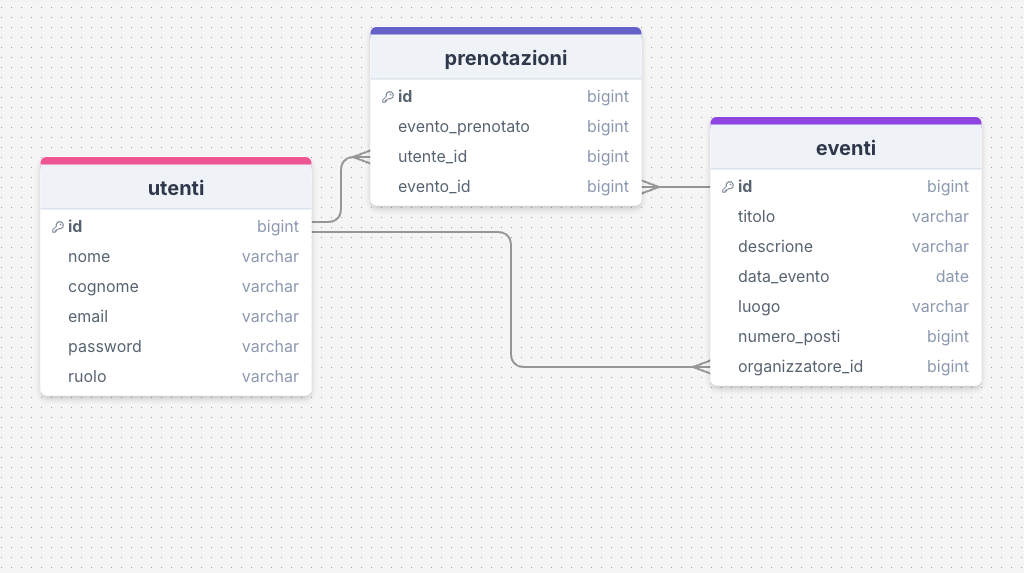 prenotazioni
id bigint
evento_prenotato bigint
utente_id bigint
evento_id bigint
eventi
id bigint
titolo varchar
descrione varchar
data_evento date
luogo varchar
numero_posti bigint
organizzatore_id bigint
utenti
id bigint
nome varchar
cognome varchar
email varchar
password varchar
ruolo varchar